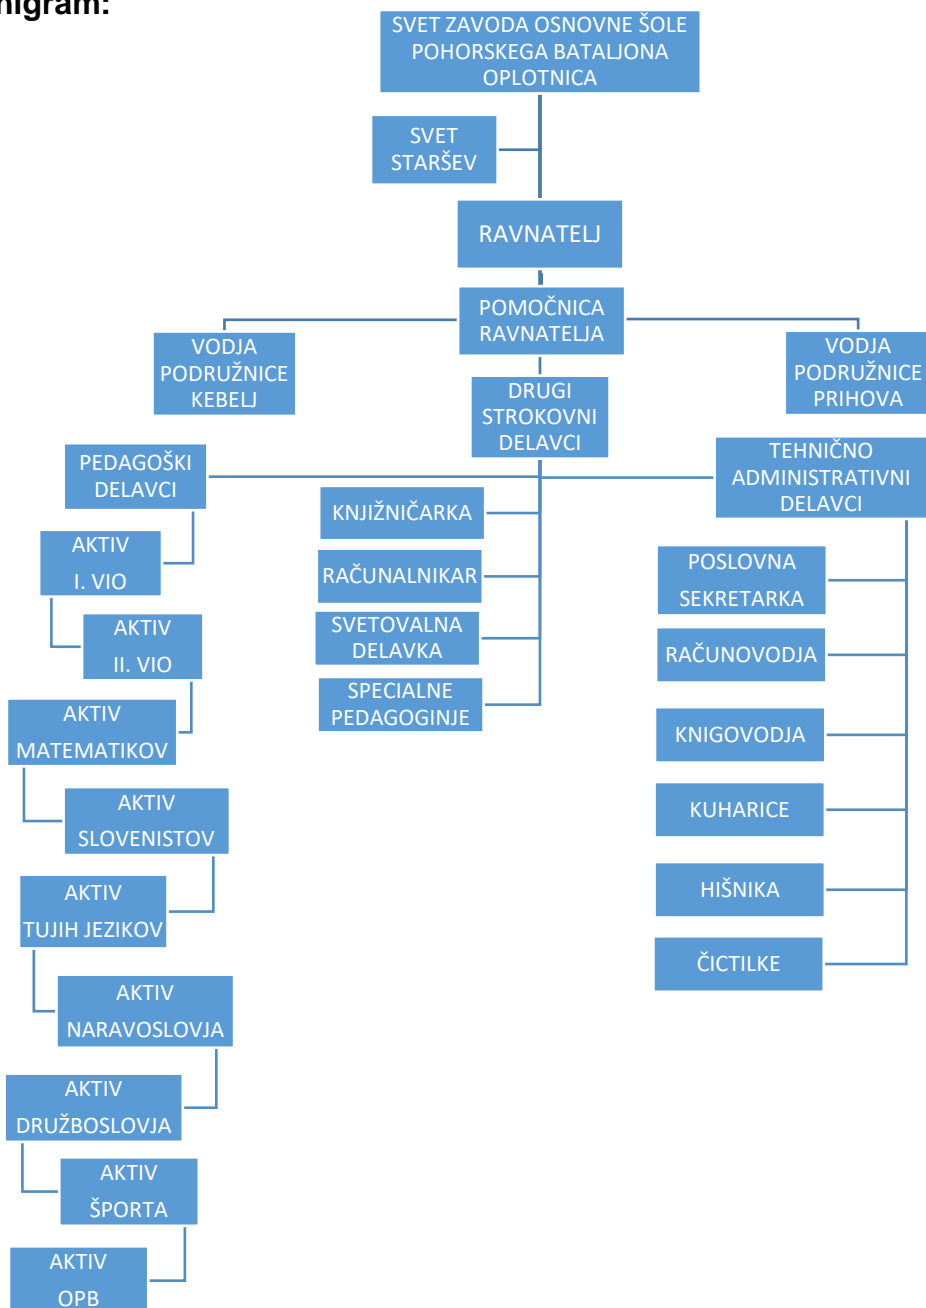 nigram:
SVET ZAVODA OSNOVNE ŠOLE
POHORSKEGA BATALJONA
OPLOTNICA
SVET
STARŠEV
RAVNATELJ
POMOČNICA
RAVNATELJA
VODJA
PODRUŽNICE
KEBELJ
VODJA
PODRUŽNICE
PRIHOVA
DRUGI
STROKOVNI
DELAVCI
PEDAGOŠKI
DELAVCI
TEHNIČNO
ADMINISTRATIVNI
DELAVCI
AKTIV
I. VIO
AKTIV
II. VIO
AKTIV
MATEMATIKOV
AKTIV
SLOVENISTOV
AKTIV
TUJIH JEZIKOV
AKTIV
NARAVOSLOVJA
AKTIV
DRUŽBOSLOVJA
AKTIV
ŠPORTA
AKTIV
OPB
KNJIŽNIČARKA
RAČUNALNIKAR
SVETOVALNA
DELAVKA
SPECIALNE
PEDAGOGINJE
POSLOVNA
SEKRETARKA
RAČUNOVODJA
KNIGOVODJA
KUHARICE
HIŠNIKA
ČICTILKE